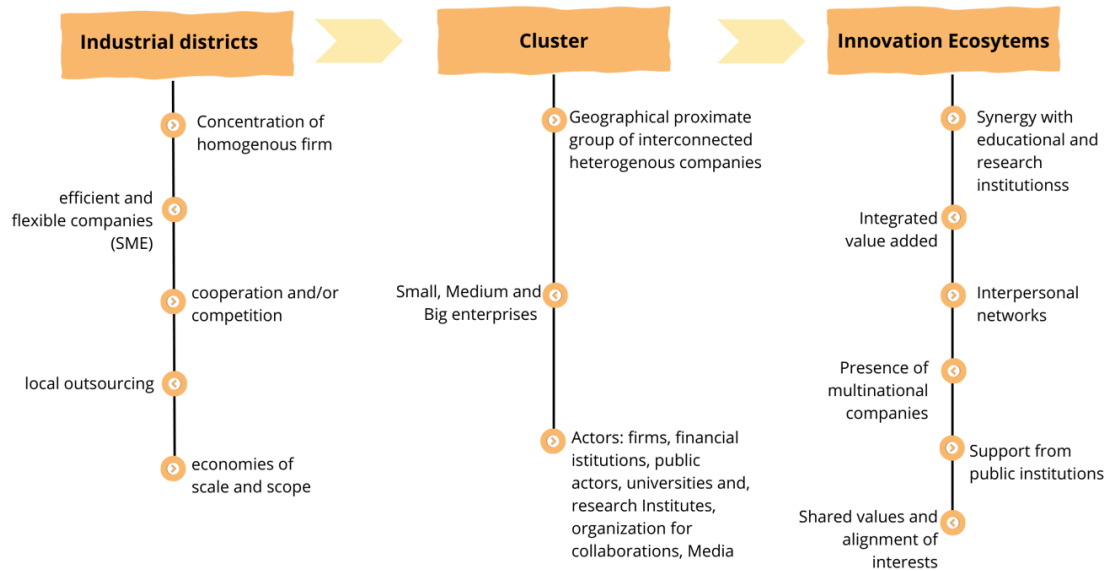 Industrial districts
Concentration of
homogenous firm
efficient and
flexible companies
(SME)
cooperation and/or
competition
local outsourcing
economies of
scale and scope
Cluster
Geographical proximate
group of interconnected
heterogenous companies
Small, Medium and
Big enterprises
Actors: firms, financial
istitutions, public
actors, universities and,
research Institutes,
organization for
collaborations, Media
Innovation Ecosytems
Synergy with
educational and
research
institutionss
Integrated
value added
Interpersonal
networks
Presence of
multinational
companies
Support from
public institutions
Shared values and
alignment of
interests